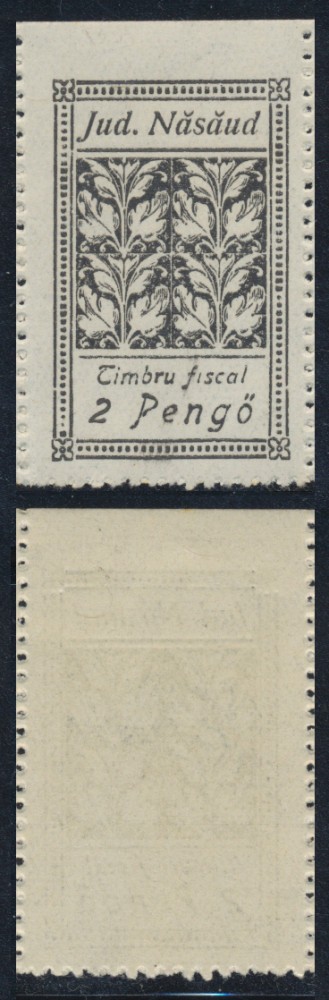 Jud. Năsăud
Timbru fiscal
2 Pengő